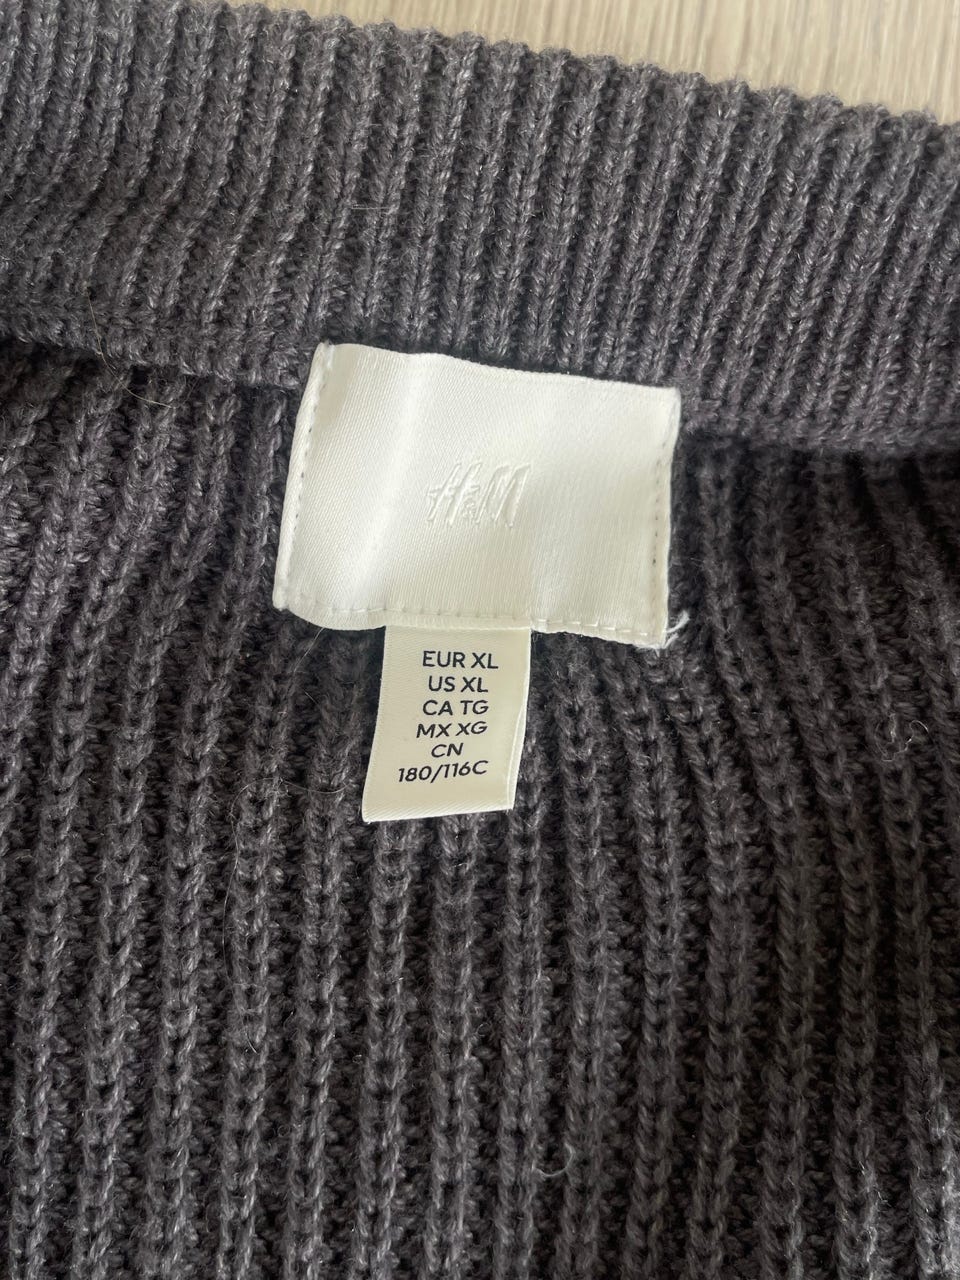 H&M
EUR XL
US XL
CA TG
MX XG
CN
180/116C